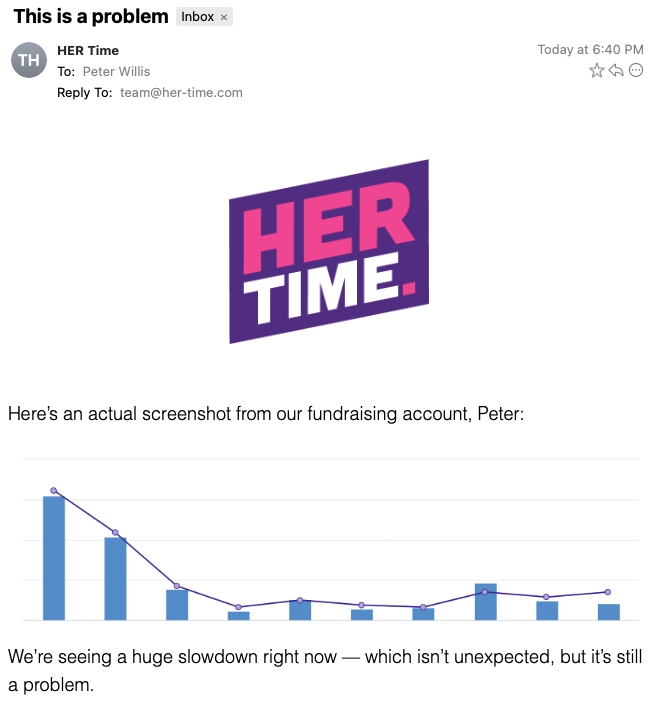 This is a problem Inbox ×
TH HER Time Today at 6:40 PM
To: Peter Willis
Reply To: team@her-time.com
HER
TIME.
Here’s an actual screenshot from our fundraising account, Peter:
We’re seeing a huge slowdown right now — which isn’t unexpected, but it’s still
a problem.